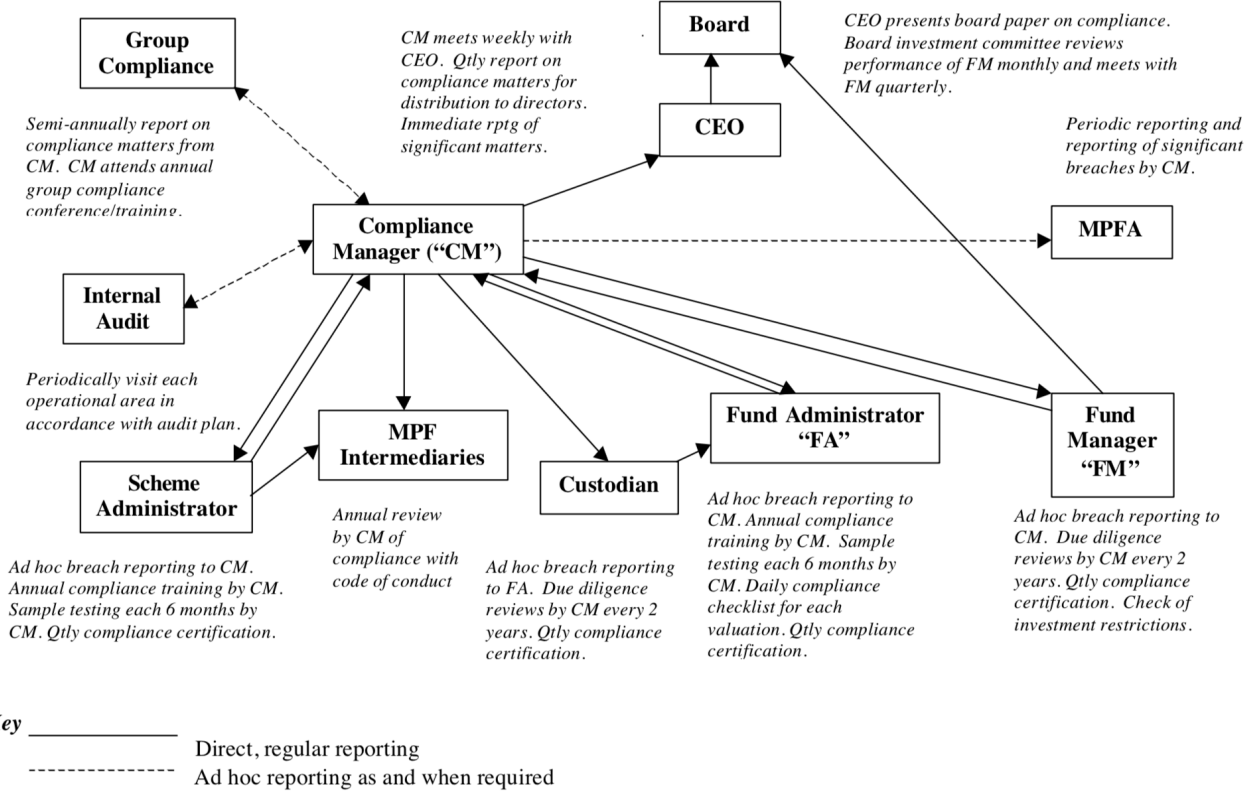 Group
Compliance
CM meets weekly with
CEO. Qtly report on
compliance matters for
distribution to directors.
Immediate rptg of
significant matters.
Board
CEO presents board paper on compliance.
Board investment committee reviews
performance of FM monthly and meets with
FM quarterly.
CEO
Semi-annually report on
compliance matters from
CM. CM attends annual
group compliance
conference/training.
Periodic reporting and
reporting of significant
breaches by CM.
Compliance
Manager (“CM”)
MPFA
Internal
Audit
Periodically visit each
operational area in
accordance with audit plan.
MPF
Intermediaries
Fund Administrator
“FA”
Fund
Manager
“FM”
Scheme
Administrator
Custodian
Annual review
by CM of
compliance with
code of conduct
Ad hoc breach reporting to CM.
Annual compliance training by CM.
Sample testing each 6 months by
CM. Qtly compliance certification.
Ad hoc breach reporting
to FA. Due diligence
reviews by CM every 2
years. Qtly compliance
certification.
Ad hoc breach reporting to
CM. Annual compliance
training by CM. Sample
testing each 6 months by
CM. Daily compliance
checklist for each
valuation. Qtly compliance
certification.
Ad hoc breach reporting to
CM. Due diligence
reviews by CM every 2
years. Qtly compliance
certification. Check of
investment restrictions.
ey
Direct, regular reporting
Ad hoc reporting as and when required